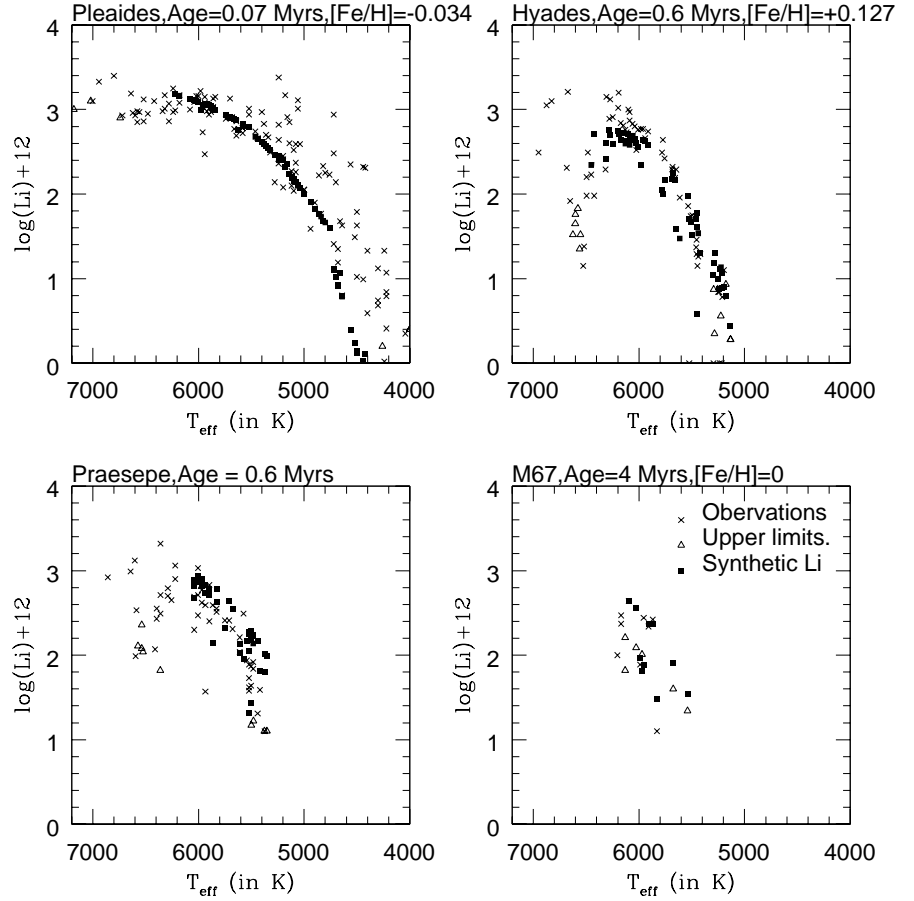 Pleaides,Age=0.07 Myrs,[Fe/H]=-0.034
4
3
2
1
0
log(Li)+12
7000 6000 5000 4000
T_eff (in K)
Hyades,Age=0.6 Myrs,[Fe/H]=+0.127
4
3
2
1
0
log(Li)+12
7000 6000 5000 4000
T_eff (in K)
Praesepe,Age = 0.6 Myrs
4
3
2
1
0
log(Li)+12
7000 6000 5000 4000
T_eff (in K)
M67,Age=4 Myrs,[Fe/H]=0
4
3
2
1
0
log(Li)+12
Obervations
Upper limits.
Synthetic Li
7000 6000 5000 4000
T_eff (in K)